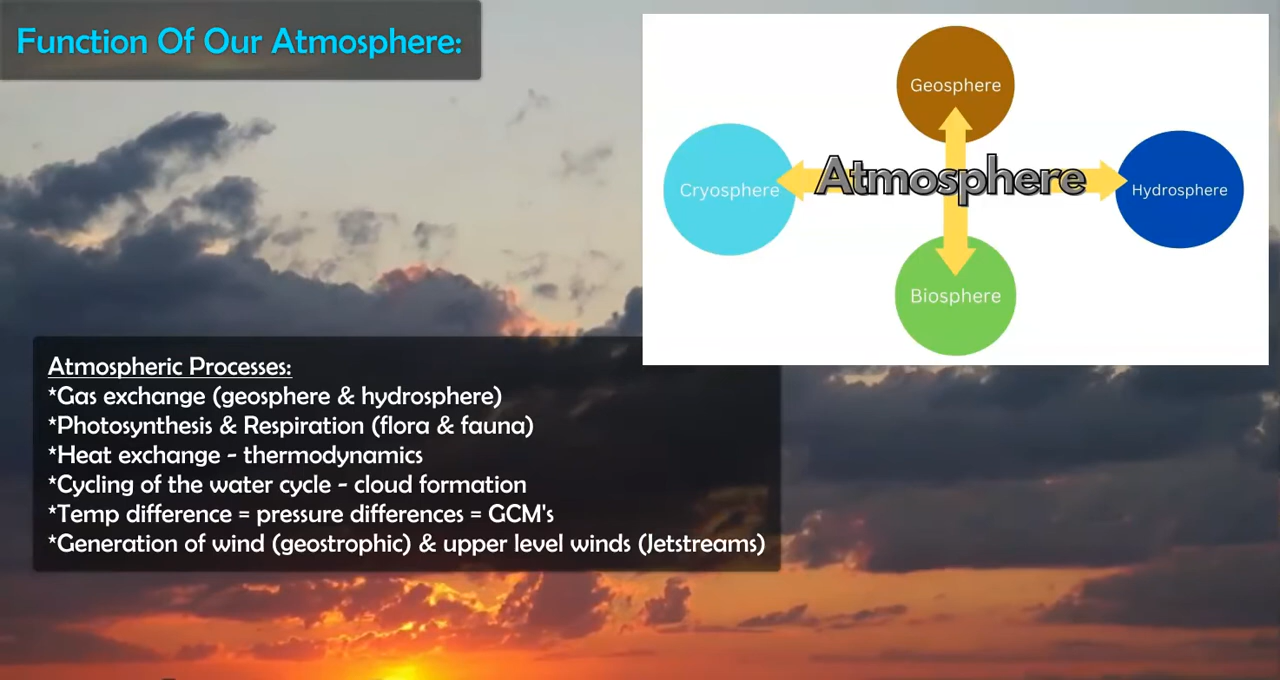 Function Of Our Atmosphere:
Geosphere
Cryosphere
Atmosphere
Hydrosphere
Biosphere
Atmospheric Processes:
*Gas exchange (geosphere & hydrosphere)
*Photosynthesis & Respiration (flora & fauna)
*Heat exchange - thermodynamics
*Cycling of the water cycle - cloud formation
*Temp difference = pressure differences = GCM's
*Generation of wind (geostrophic) & upper level winds (Jetstreams)